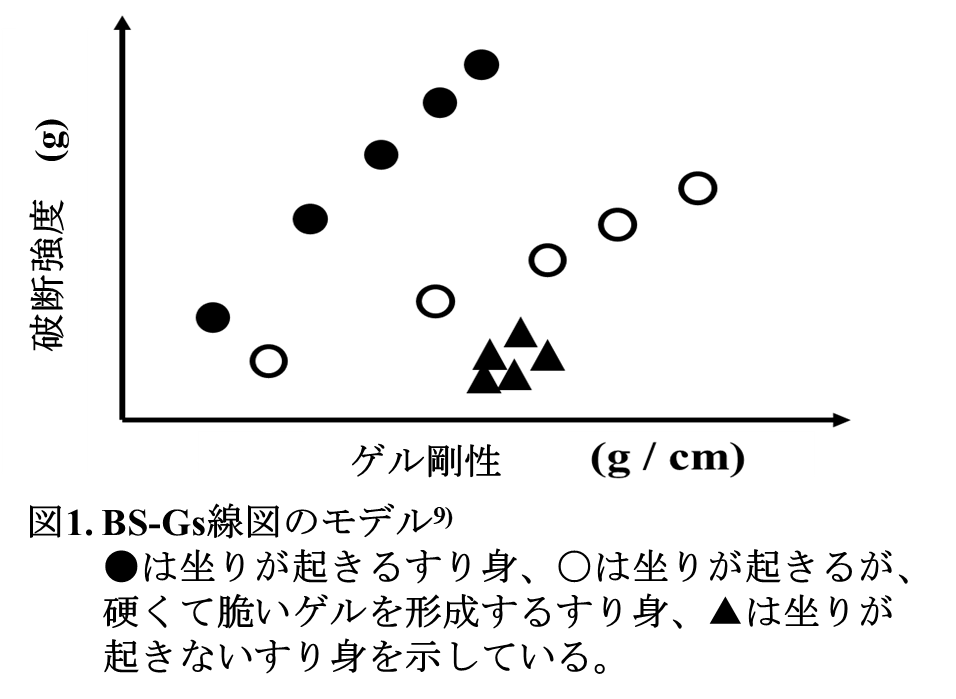 破断強度 (g)
ゲル剛性 (g / cm)
図1. BS-Gs線図のモデル9)
●は坐りが起きるすり身、○は坐りが起きるが、
硬くて脆いゲルを形成するすり身、▲は坐りが
起きないすり身を示している。